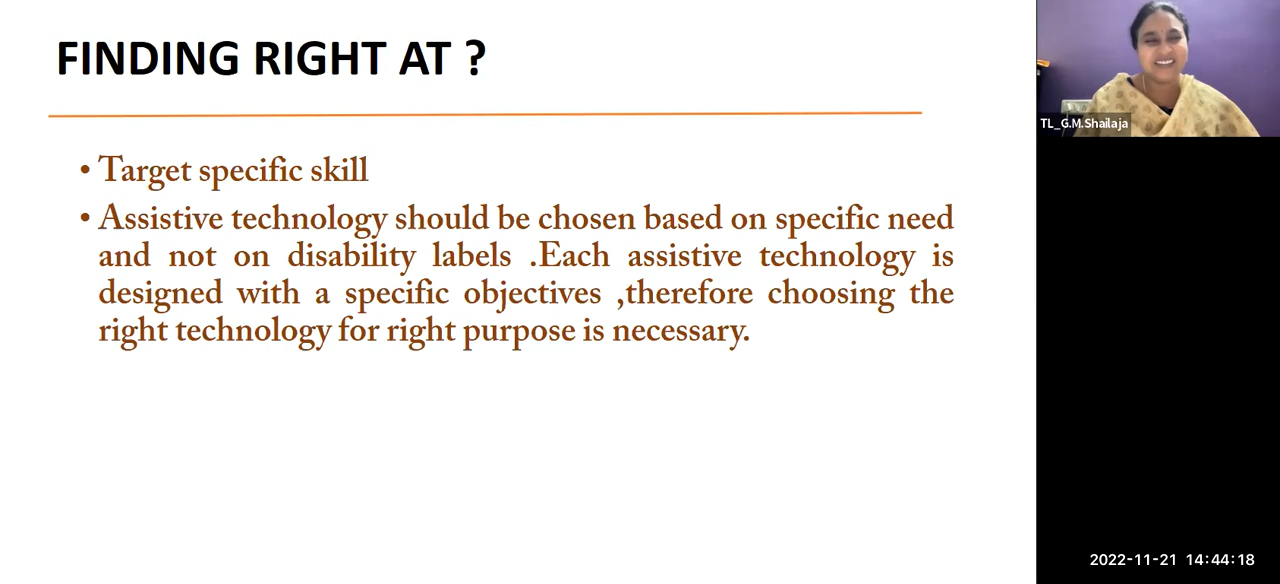 FINDING RIGHT AT ?
• Target specific skill
• Assistive technology should be chosen based on specific need
and not on disability labels .Each assistive technology is
designed with a specific objectives ,therefore choosing the
right technology for right purpose is necessary.
TL_G.M.Shailaja
2022-11-21 14:44:18